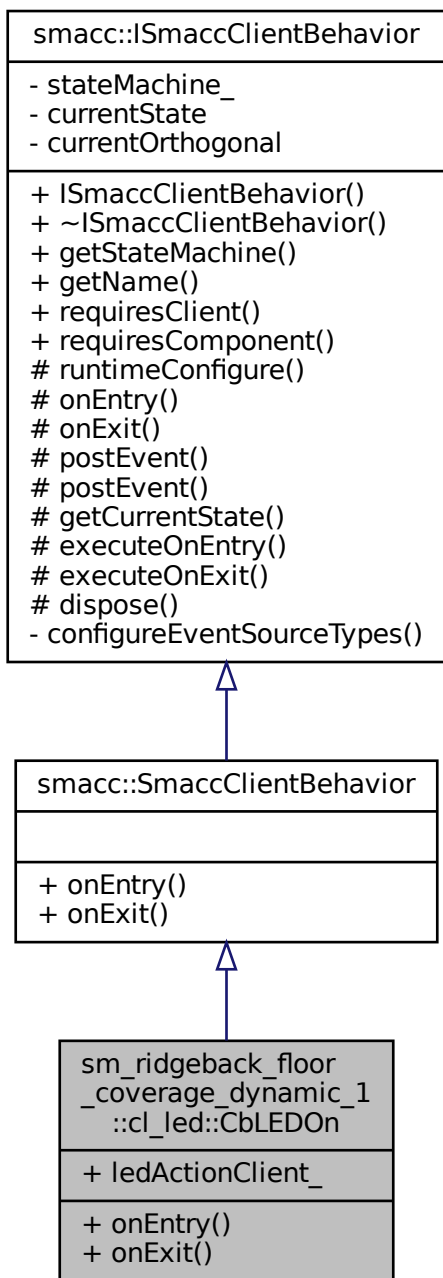 smacc::ISmaccClientBehavior
- stateMachine_
- currentState
- currentOrthogonal
+ ISmaccClientBehavior()
+ ~ISmaccClientBehavior()
+ getStateMachine()
+ getName()
+ requiresClient()
+ requiresComponent()
# runtimeConfigure()
# onEntry()
# onExit()
# postEvent()
# postEvent()
# getCurrentState()
# executeOnEntry()
# executeOnExit()
# dispose()
- configureEventSourceTypes()
smacc::SmaccClientBehavior
+ onEntry()
+ onExit()
sm_ridgeback_floor
_coverage_dynamic_1
::cl_led::CbLEDOn
+ ledActionClient_
+ onEntry()
+ onExit()